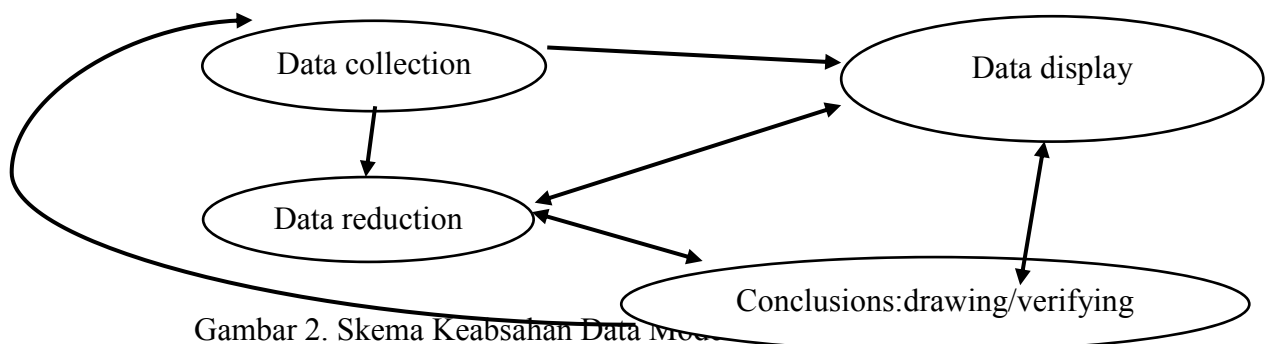 Data collection
Data display
Data reduction
Conclusions:drawing/verifying
Gambar 2. Skema Keabsahan Data